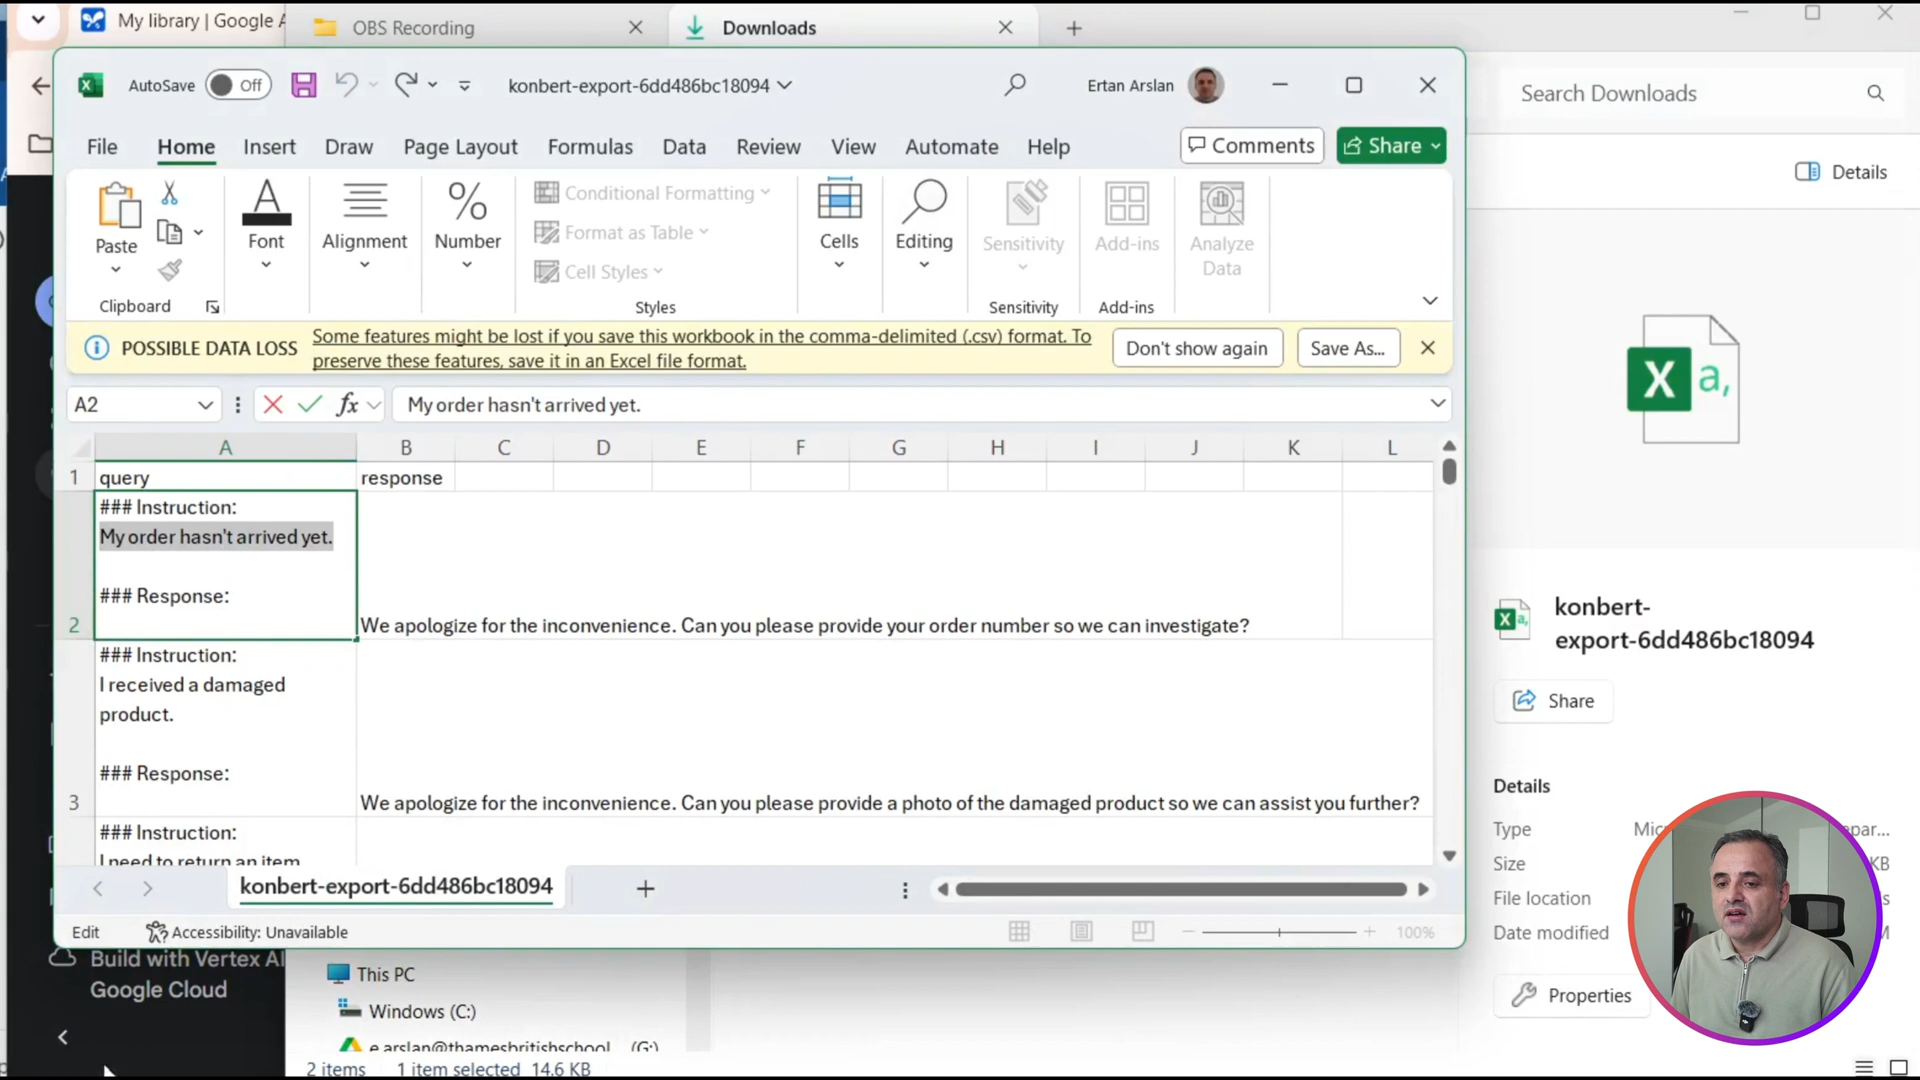 My library | Google A
OBS Recording
Downloads
AutoSave
Off
konbert-export-6dd486bc18094
Ertan Arslan
Search Downloads
File
Home
Insert
Draw
Page Layout
Formulas
Data
Review
View
Automate
Help
Comments
Share
Details
Paste
Font
Alignment
Number
Conditional Formatting
Format as Table
Cell Styles
Cells
Editing
Sensitivity
Add-ins
Analyze
Data
Clipboard
Styles
Sensitivity
Add-ins
POSSIBLE DATA LOSS
Some features might be lost if you save this workbook in the comma-delimited (.csv) format. To
preserve these features, save it in an Excel file format.
Don't show again
Save As...
A2
fx
My order hasn't arrived yet.
A B C D E F G H I J K L
1 query response
### Instruction:
My order hasn't arrived yet.
### Response:
2 We apologize for the inconvenience. Can you please provide your order number so we can investigate?
### Instruction:
I received a damaged
product.
### Response:
3 We apologize for the inconvenience. Can you please provide a photo of the damaged product so we can assist you further?
### Instruction:
I need to return an item
konbert-export-6dd486bc18094
Edit
Accessibility: Unavailable
100%
X a,
konbert-
export-6dd486bc18094
Share
Details
Type
Size KB
File location
Date modified
Properties
Build with Vertex AI
Google Cloud
This PC
Windows (C:)
e.arslan@thamesbritishschool... (G:)
2 items 1 item selected 14.6 KB